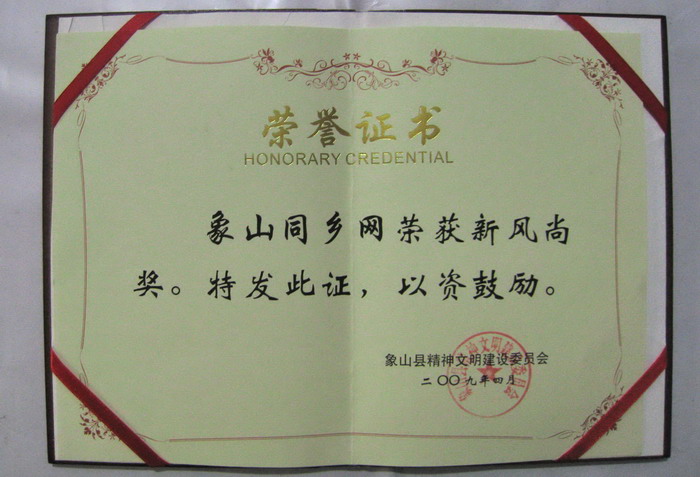 荣誉证书
HONORARY CREDENTIAL
象山同乡网荣获新风尚
奖。特发此证，以资鼓励。
象山县精神文明建设委员会
二〇〇九年四月